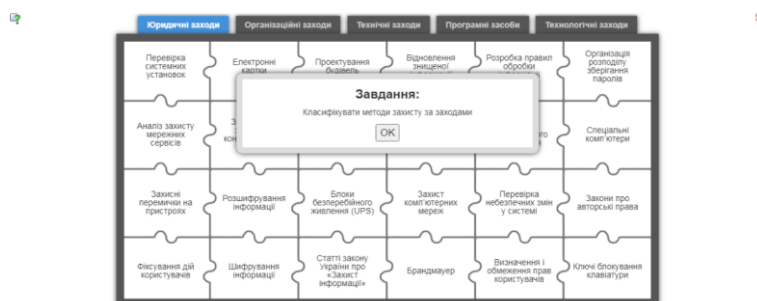 Юридичні заходи Організаційні заходи Технічні заходи Програмні засоби Технологічні заходи
Перевірка системних установок
Електронні картки
Проектування будівель
Відновлення знищеної
Розробка правил обробки
Організація розподілу зберігання паролів
Завдання:
Класифікувати методи захисту за заходами
OK
Аналіз захисту мережних сервісів
Спеціальні комп'ютери
Захисні перемички на пристроях
Розшифрування інформації
Блоки безперебійного живлення (UPS)
Захист комп'ютерних мереж
Перевірка небезпечних змін у системі
Закони про авторські права
Фіксування дій користувачів
Шифрування інформації
Статті закону України про «Захист інформації»
Брандмауер
Визначення і обмеження прав користувачів
Ключі блокування клавіатури